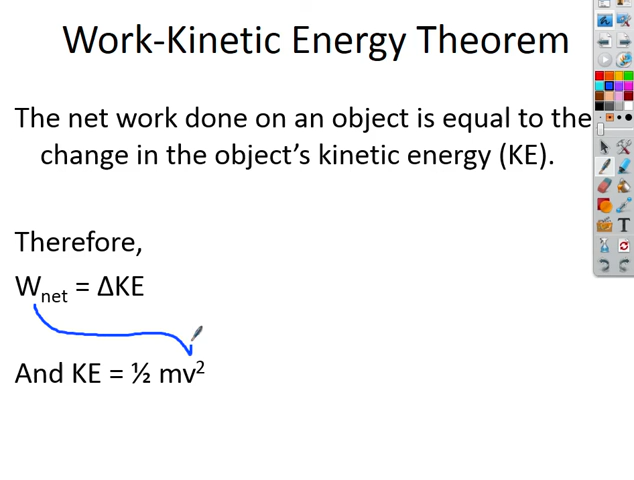 Work-Kinetic Energy Theorem
The net work done on an object is equal to the
change in the object’s kinetic energy (KE).
Therefore,
Wnet = ΔKE
And KE = ½ mv²
T